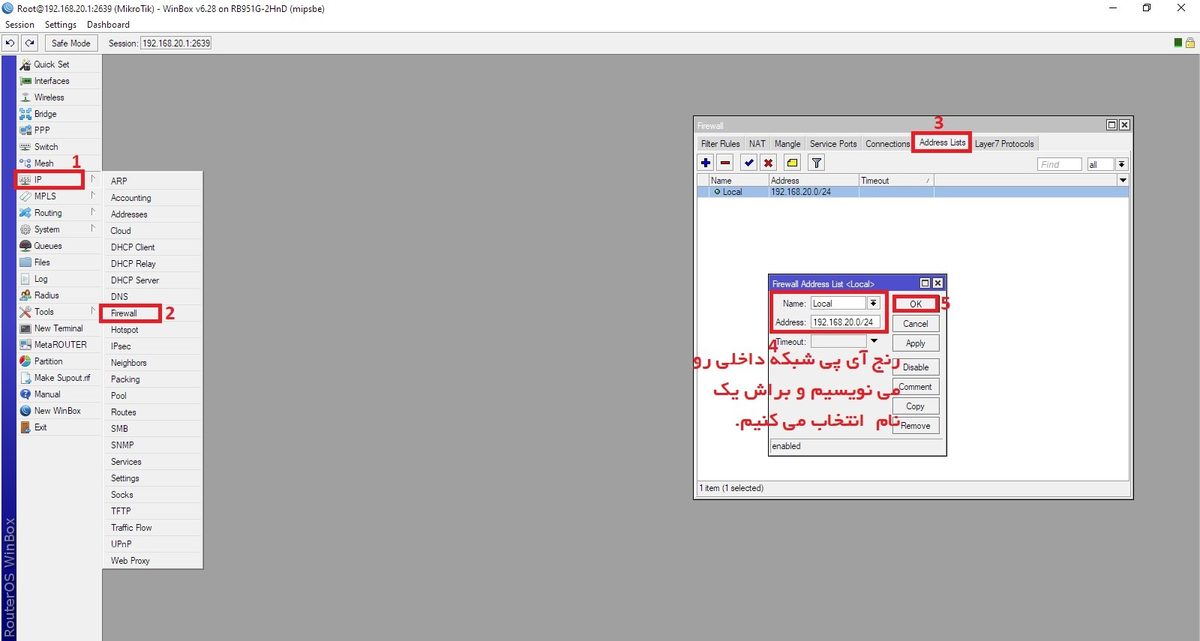 Root@192.168.20.1:2639 (MikroTik) - WinBox v6.28 on RB951G-2HnD (mipsbe)
Session Settings Dashboard
Safe Mode Session: 192.168.20.1:2639
Quick Set
Interfaces
Wireless
Bridge
PPP
Switch
Mesh
1
IP
MPLS
Routing
System
Queues
Files
Log
Radius
Tools
New Terminal
MetaROUTER
Partition
Make Supout.rif
Manual
New WinBox
Exit
RouterOS WinBox
ARP
Accounting
Addresses
Cloud
DHCP Client
DHCP Relay
DHCP Server
DNS
Firewall 2
Hotspot
IPsec
Neighbors
Packing
Pool
Routes
SMB
SNMP
Services
Settings
Socks
TFTP
Traffic Flow
UPnP
Web Proxy
Firewall
3
Filter Rules NAT Mangle Service Ports Connections Address Lists Layer7 Protocols
Find all
Name Address Timeout
Local 192.168.20.0/24
Firewall Address List <Local>
Name: Local
Address: 192.168.20.0/24
4
Timeout:
OK 5
Cancel
Apply
Disable
Comment
Copy
Remove
رنج آی پی شبکه داخلی رو
می نویسیم و براش یک
نام انتخاب می کنیم.
enabled
1 item (1 selected)